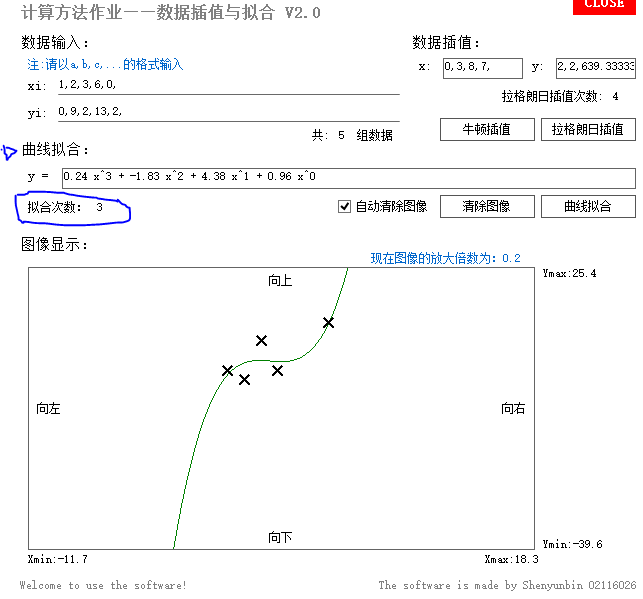 计算方法作业——数据插值与拟合 V2.0
CLOSE
数据输入：
注:请以a,b,c,...的格式输入
xi: 1,2,3,6,0,
yi: 0,9,2,13,2,
共: 5 组数据
数据插值：
x: 0,3,8,7, y: 2,2,639.33333
拉格朗日插值次数: 4
牛顿插值 拉格朗日插值
曲线拟合：
y = 0.24 x^3 + -1.83 x^2 + 4.38 x^1 + 0.96 x^0
拟合次数: 3
自动清除图像 清除图像 曲线拟合
图像显示：
现在图像的放大倍数为: 0.2
Ymax:25.4
向上
向左
向右
向下
Ymin:-39.6
Xmin:-11.7
Xmax:18.3
Welcome to use the software!
The software is made by Shenyunbin 02116026